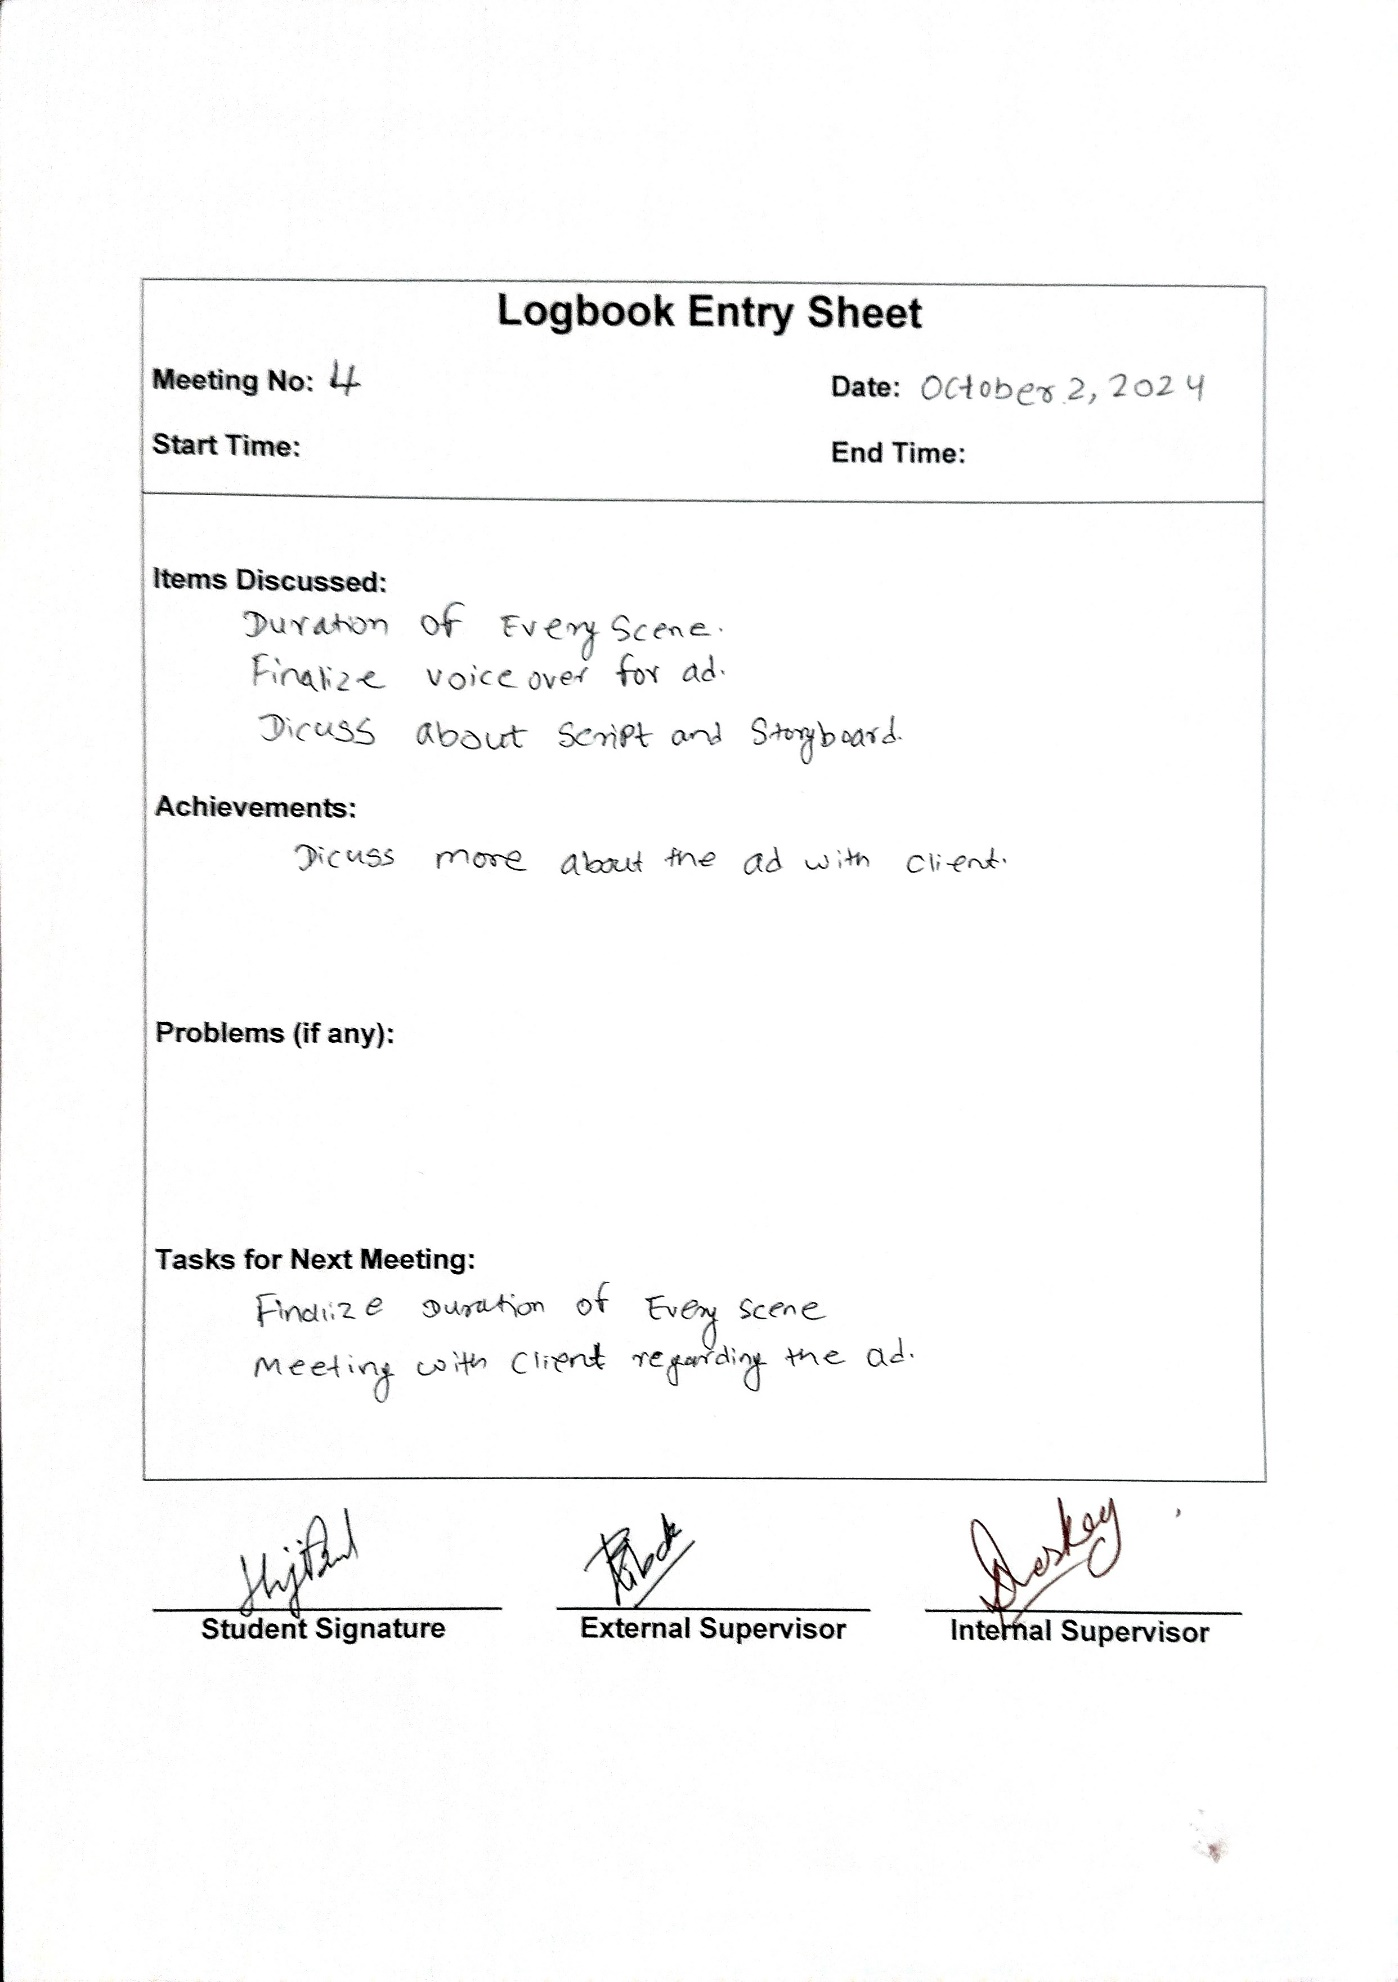 Logbook Entry Sheet
Meeting No: 4
Date: October 2, 2024
Start Time:
End Time:
Items Discussed:
Duration of Every Scene.
Finalize voice over for ad.
Dicuss about Script and Storyboard.
Achievements:
Dicuss more about the ad with client.
Problems (if any):
Tasks for Next Meeting:
Finalize Duration of Every scene
Meeting with Client regarding the ad.
Student Signature
External Supervisor
Internal Supervisor